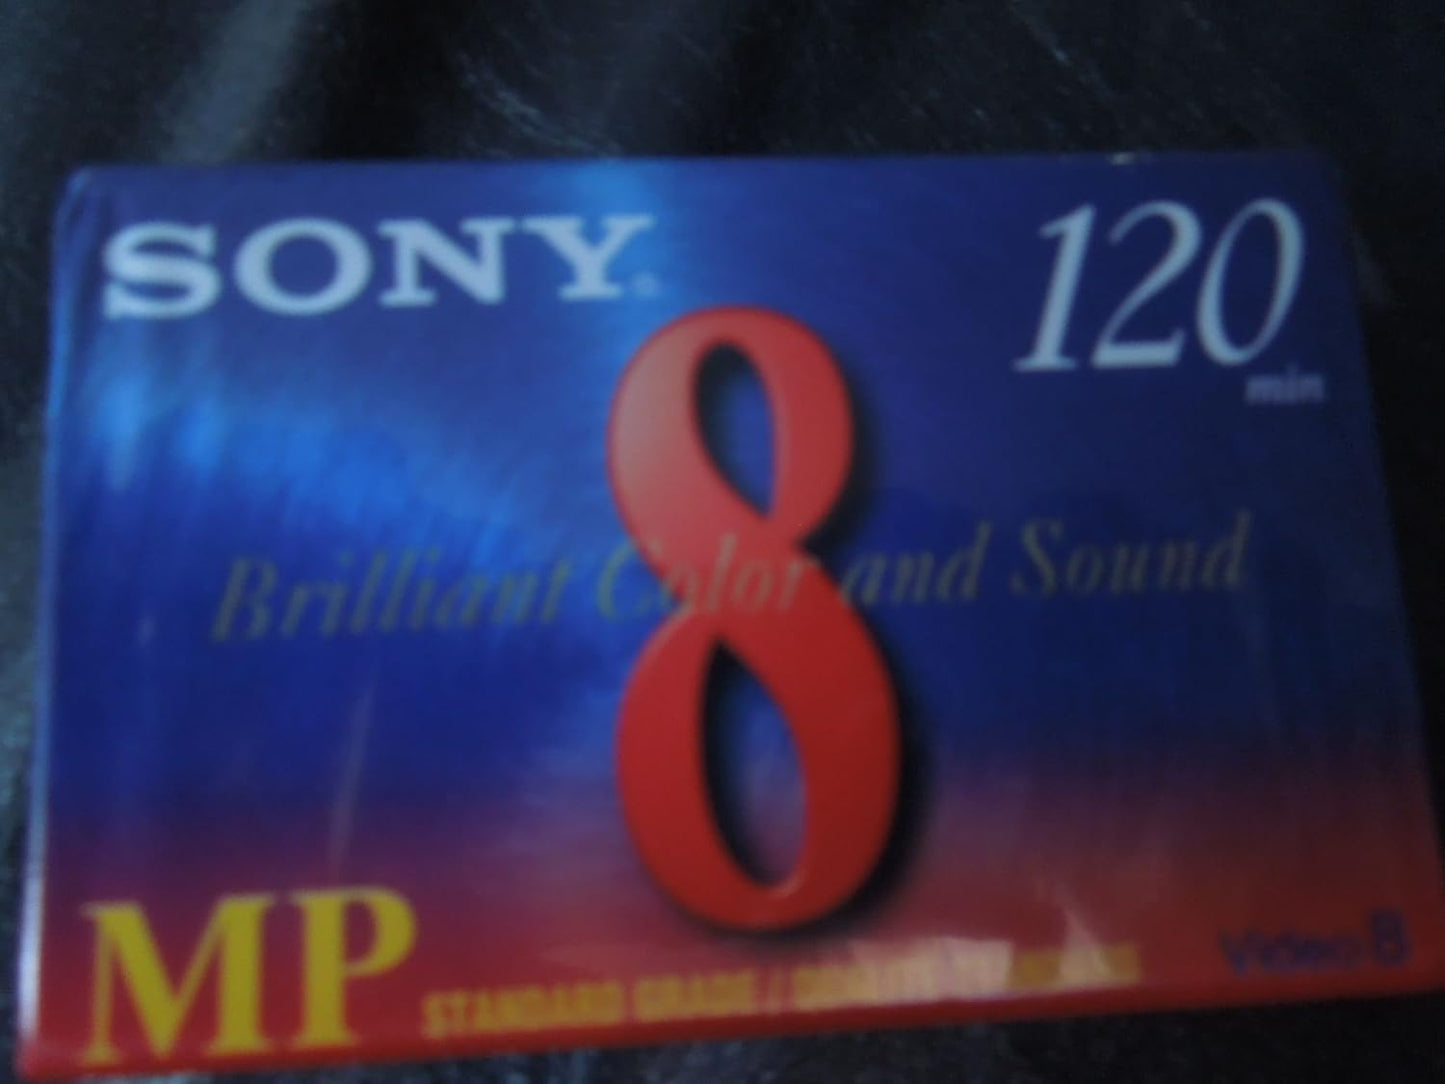 SONY®
120
min
8
Brilliant Color and Sound
MP
STANDARD GRADE /
Video 8